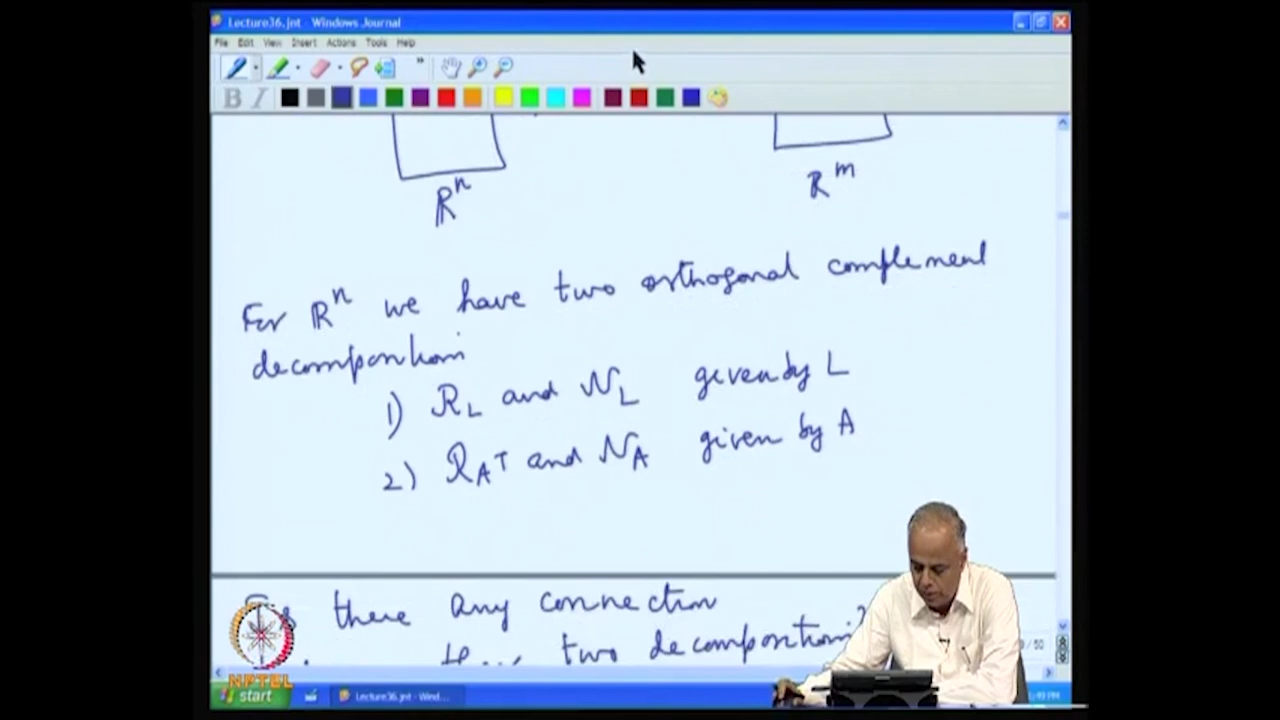 Lecture36.jnt - Windows Journal
File Edit View Insert Actions Tools Help
B I
R^n
R^m
For R^n we have two orthogonal complement
decomposition
1) R_L and N_L given by L
2) R_A^T and N_A given by A
there any connection
two decomposition
NPTEL
start Lecture36.jnt - Wind...